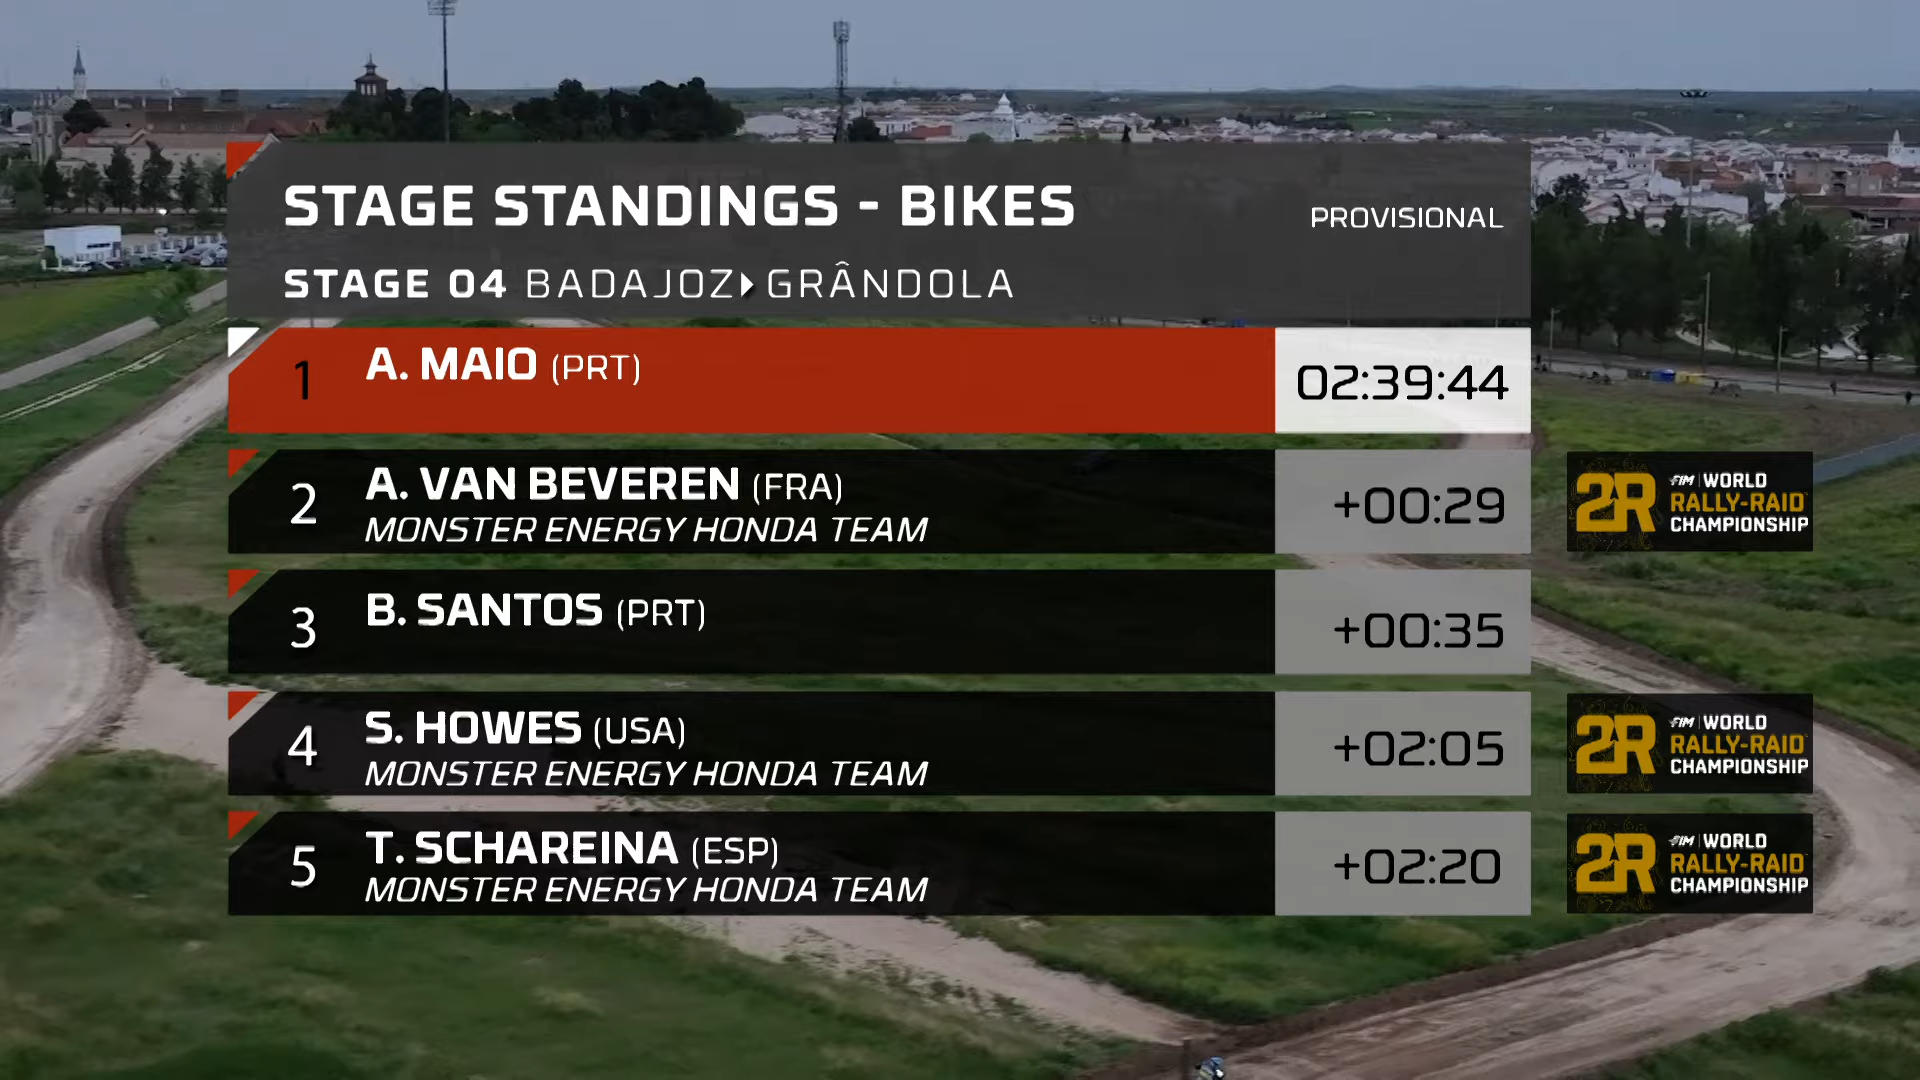 STAGE STANDINGS - BIKES
PROVISIONAL
STAGE 04 BADAJOZ▸GRÂNDOLA
1 A. MAIO (PRT) 02:39:44
2 A. VAN BEVEREN (FRA) +00:29
MONSTER ENERGY HONDA TEAM
2R FIM WORLD
RALLY-RAID
CHAMPIONSHIP
3 B. SANTOS (PRT) +00:35
4 S. HOWES (USA) +02:05
MONSTER ENERGY HONDA TEAM
2R FIM WORLD
RALLY-RAID
CHAMPIONSHIP
5 T. SCHAREINA (ESP) +02:20
MONSTER ENERGY HONDA TEAM
2R FIM WORLD
RALLY-RAID
CHAMPIONSHIP